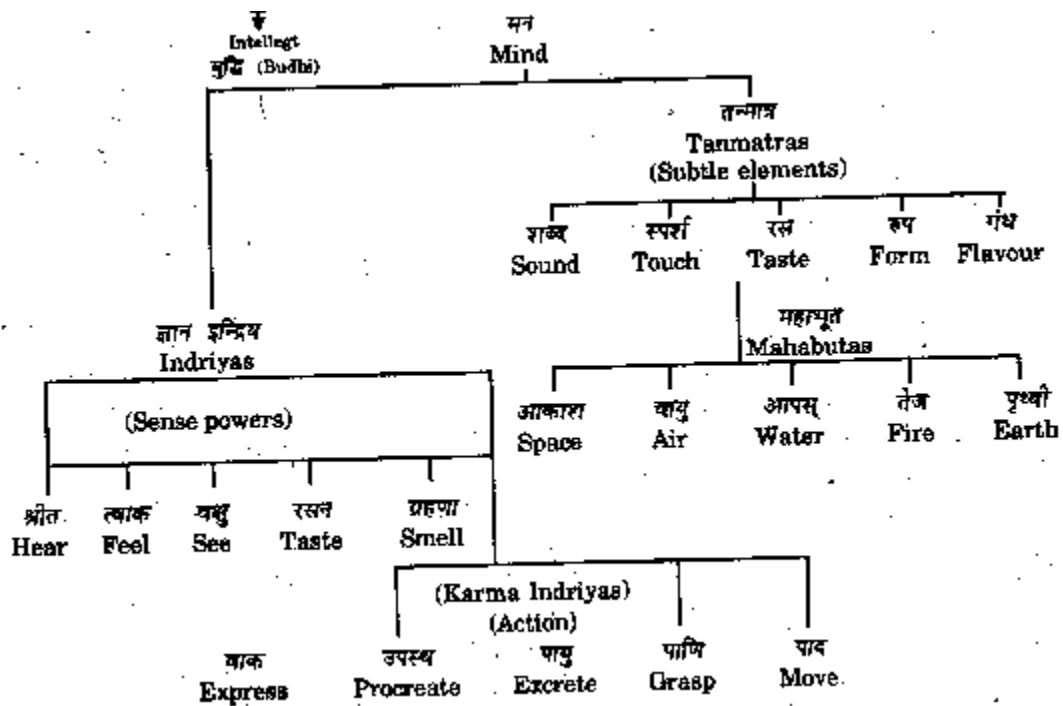 Intellegt
बुद्धि (Budhi)
मन
Mind
तन्मात्र
Tanmatras
(Subtle elements)
शब्द स्पर्श रस रूप गंध
Sound Touch Taste Form Flavour
ज्ञान इन्द्रिय
Indriyas
महाभूत
Mahabutas
(Sense powers)
आकाश वायु आपस् तेज पृथ्वी
Space Air Water Fire Earth
श्रोत त्वाक चक्षु रसन ग्रहणा
Hear Feel See Taste Smell
(Karma Indriyas)
(Action)
वाक उपस्थ पायु पाणि पाद
Express Procreate Excrete Grasp Move